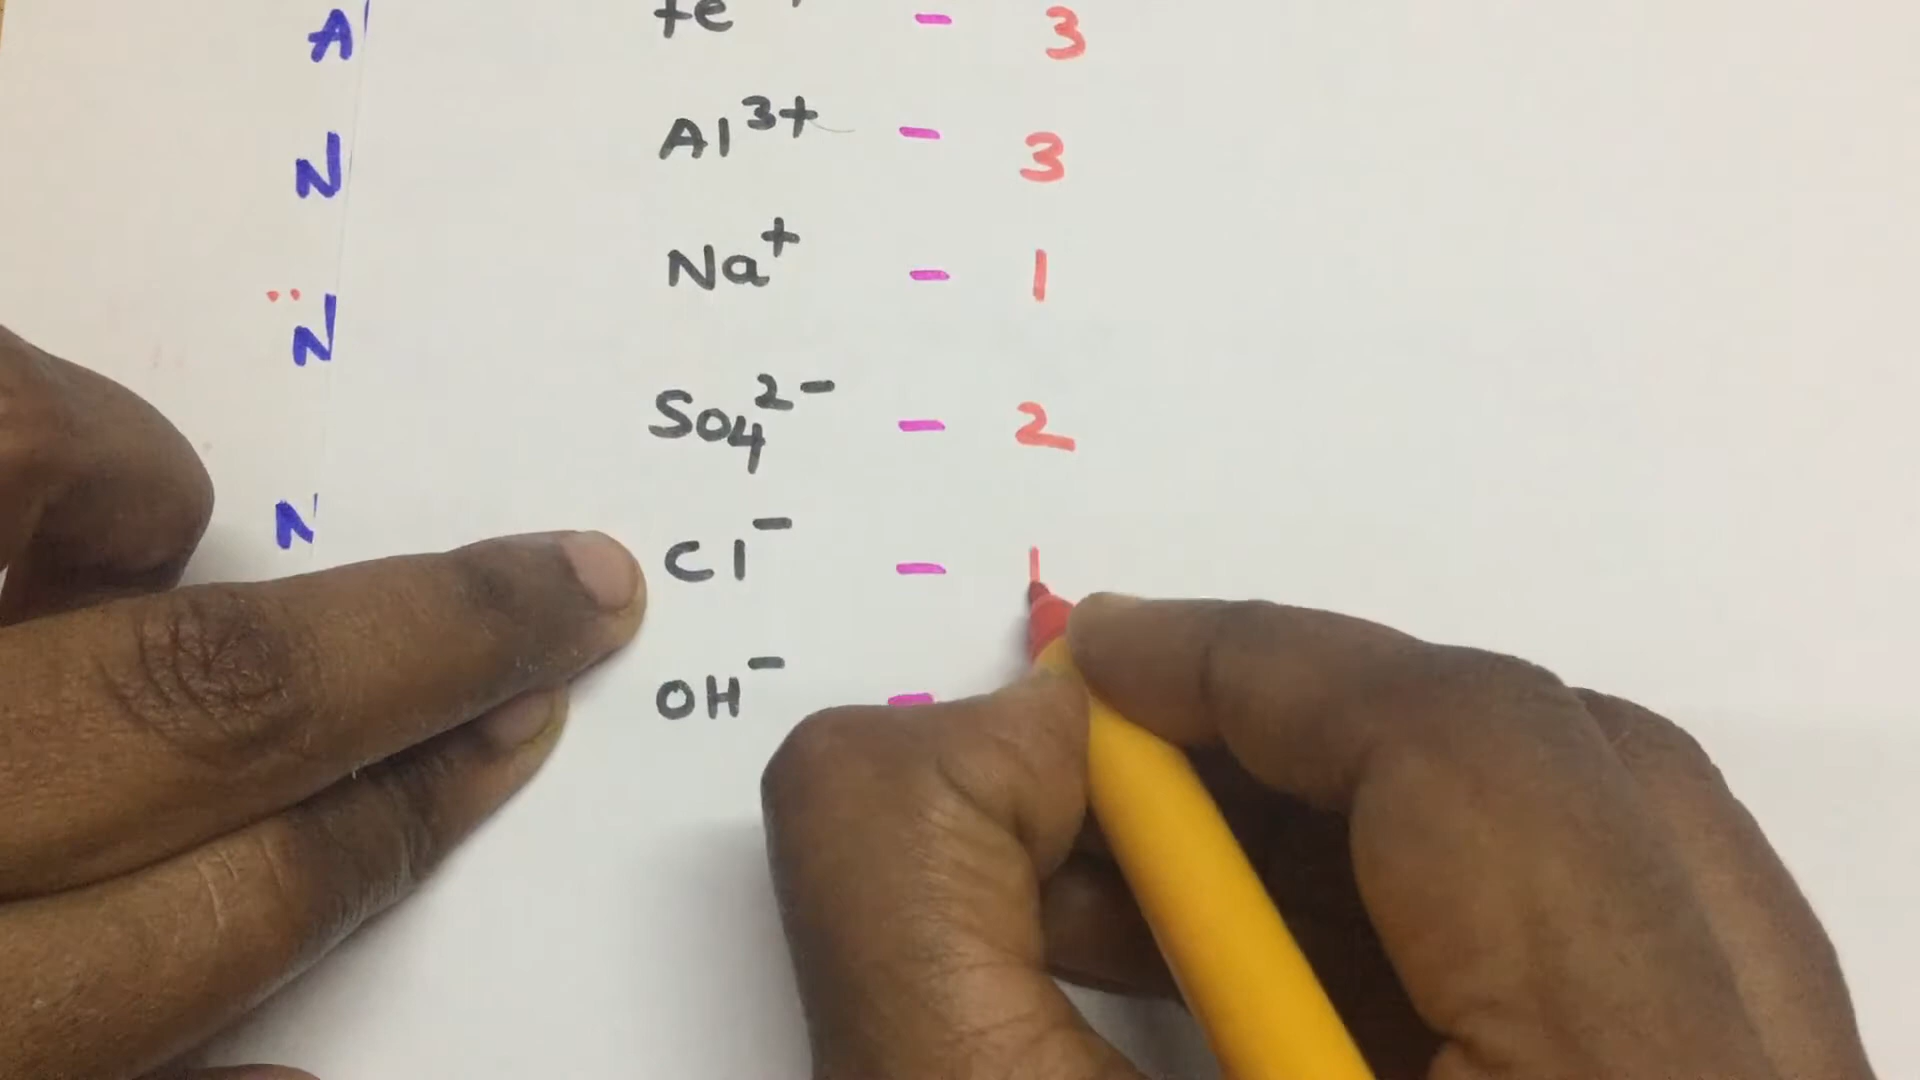 A
N
N
N
Fe - 3
Al³⁺ - 3
Na⁺ - 1
SO₄²⁻ - 2
Cl⁻ - 1
OH⁻ -